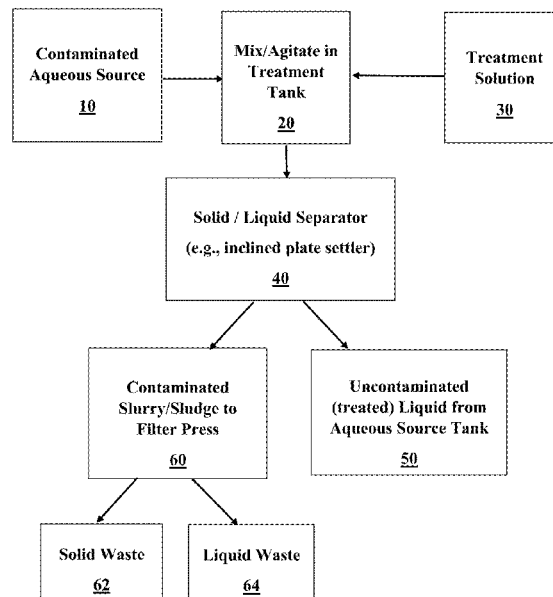 Contaminated
Aqueous Source
10
Mix/Agitate in
Treatment
Tank
20
Treatment
Solution
30
Solid / Liquid Separator
(e.g., inclined plate settler)
40
Contaminated
Slurry/Sludge to
Filter Press
60
Uncontaminated
(treated) Liquid from
Aqueous Source Tank
50
Solid Waste
62
Liquid Waste
64